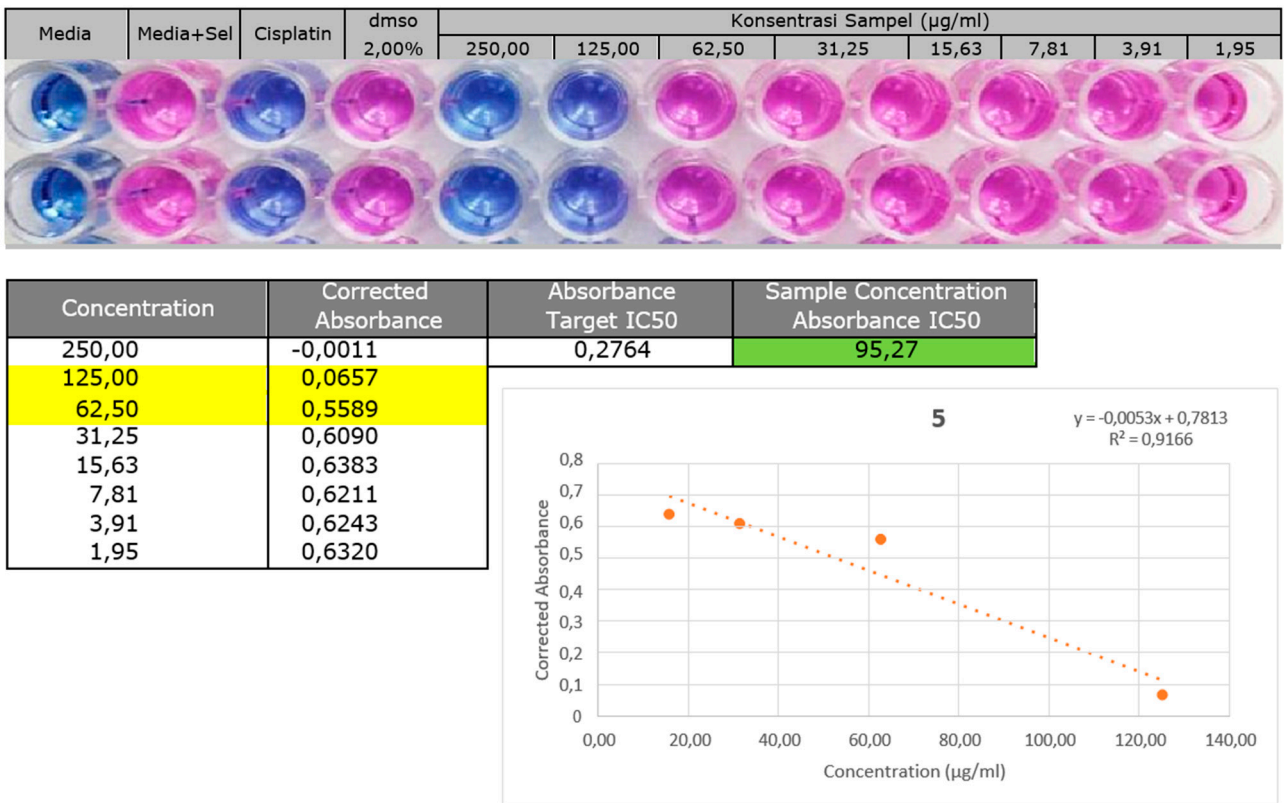 Media Media+Sel Cisplatin dmso 2,00% Konsentrasi Sampel (µg/ml)
250,00 125,00 62,50 31,25 15,63 7,81 3,91 1,95
Concentration Corrected Absorbance Absorbance Target IC50 Sample Concentration Absorbance IC50
250,00 -0,0011 0,2764 95,27
125,00 0,0657
62,50 0,5589
31,25 0,6090
15,63 0,6383
7,81 0,6211
3,91 0,6243
1,95 0,6320
5
y = -0,0053x + 0,7813
R² = 0,9166
Corrected Absorbance
0,8
0,7
0,6
0,5
0,4
0,3
0,2
0,1
0
0,00 20,00 40,00 60,00 80,00 100,00 120,00 140,00
Concentration (µg/ml)